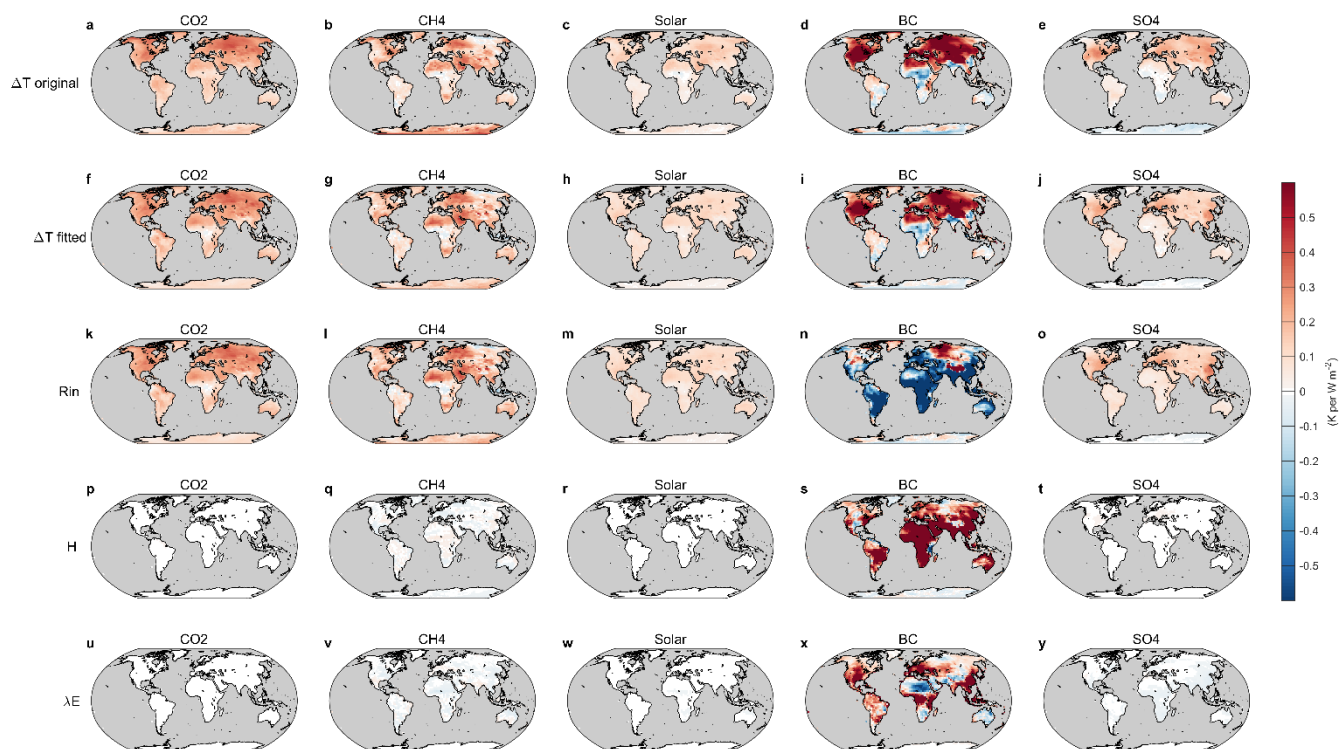 a CO2 b CH4 c Solar d BC e SO4
ΔT original
f CO2 g CH4 h Solar i BC j SO4
ΔT fitted
k CO2 l CH4 m Solar n BC o SO4
Rin
p CO2 q CH4 r Solar s BC t SO4
H
u CO2 v CH4 w Solar x BC y SO4
λE
0.5
0.4
0.3
0.2
0.1
0
-0.1
-0.2
-0.3
-0.4
-0.5
(K per W m⁻²)